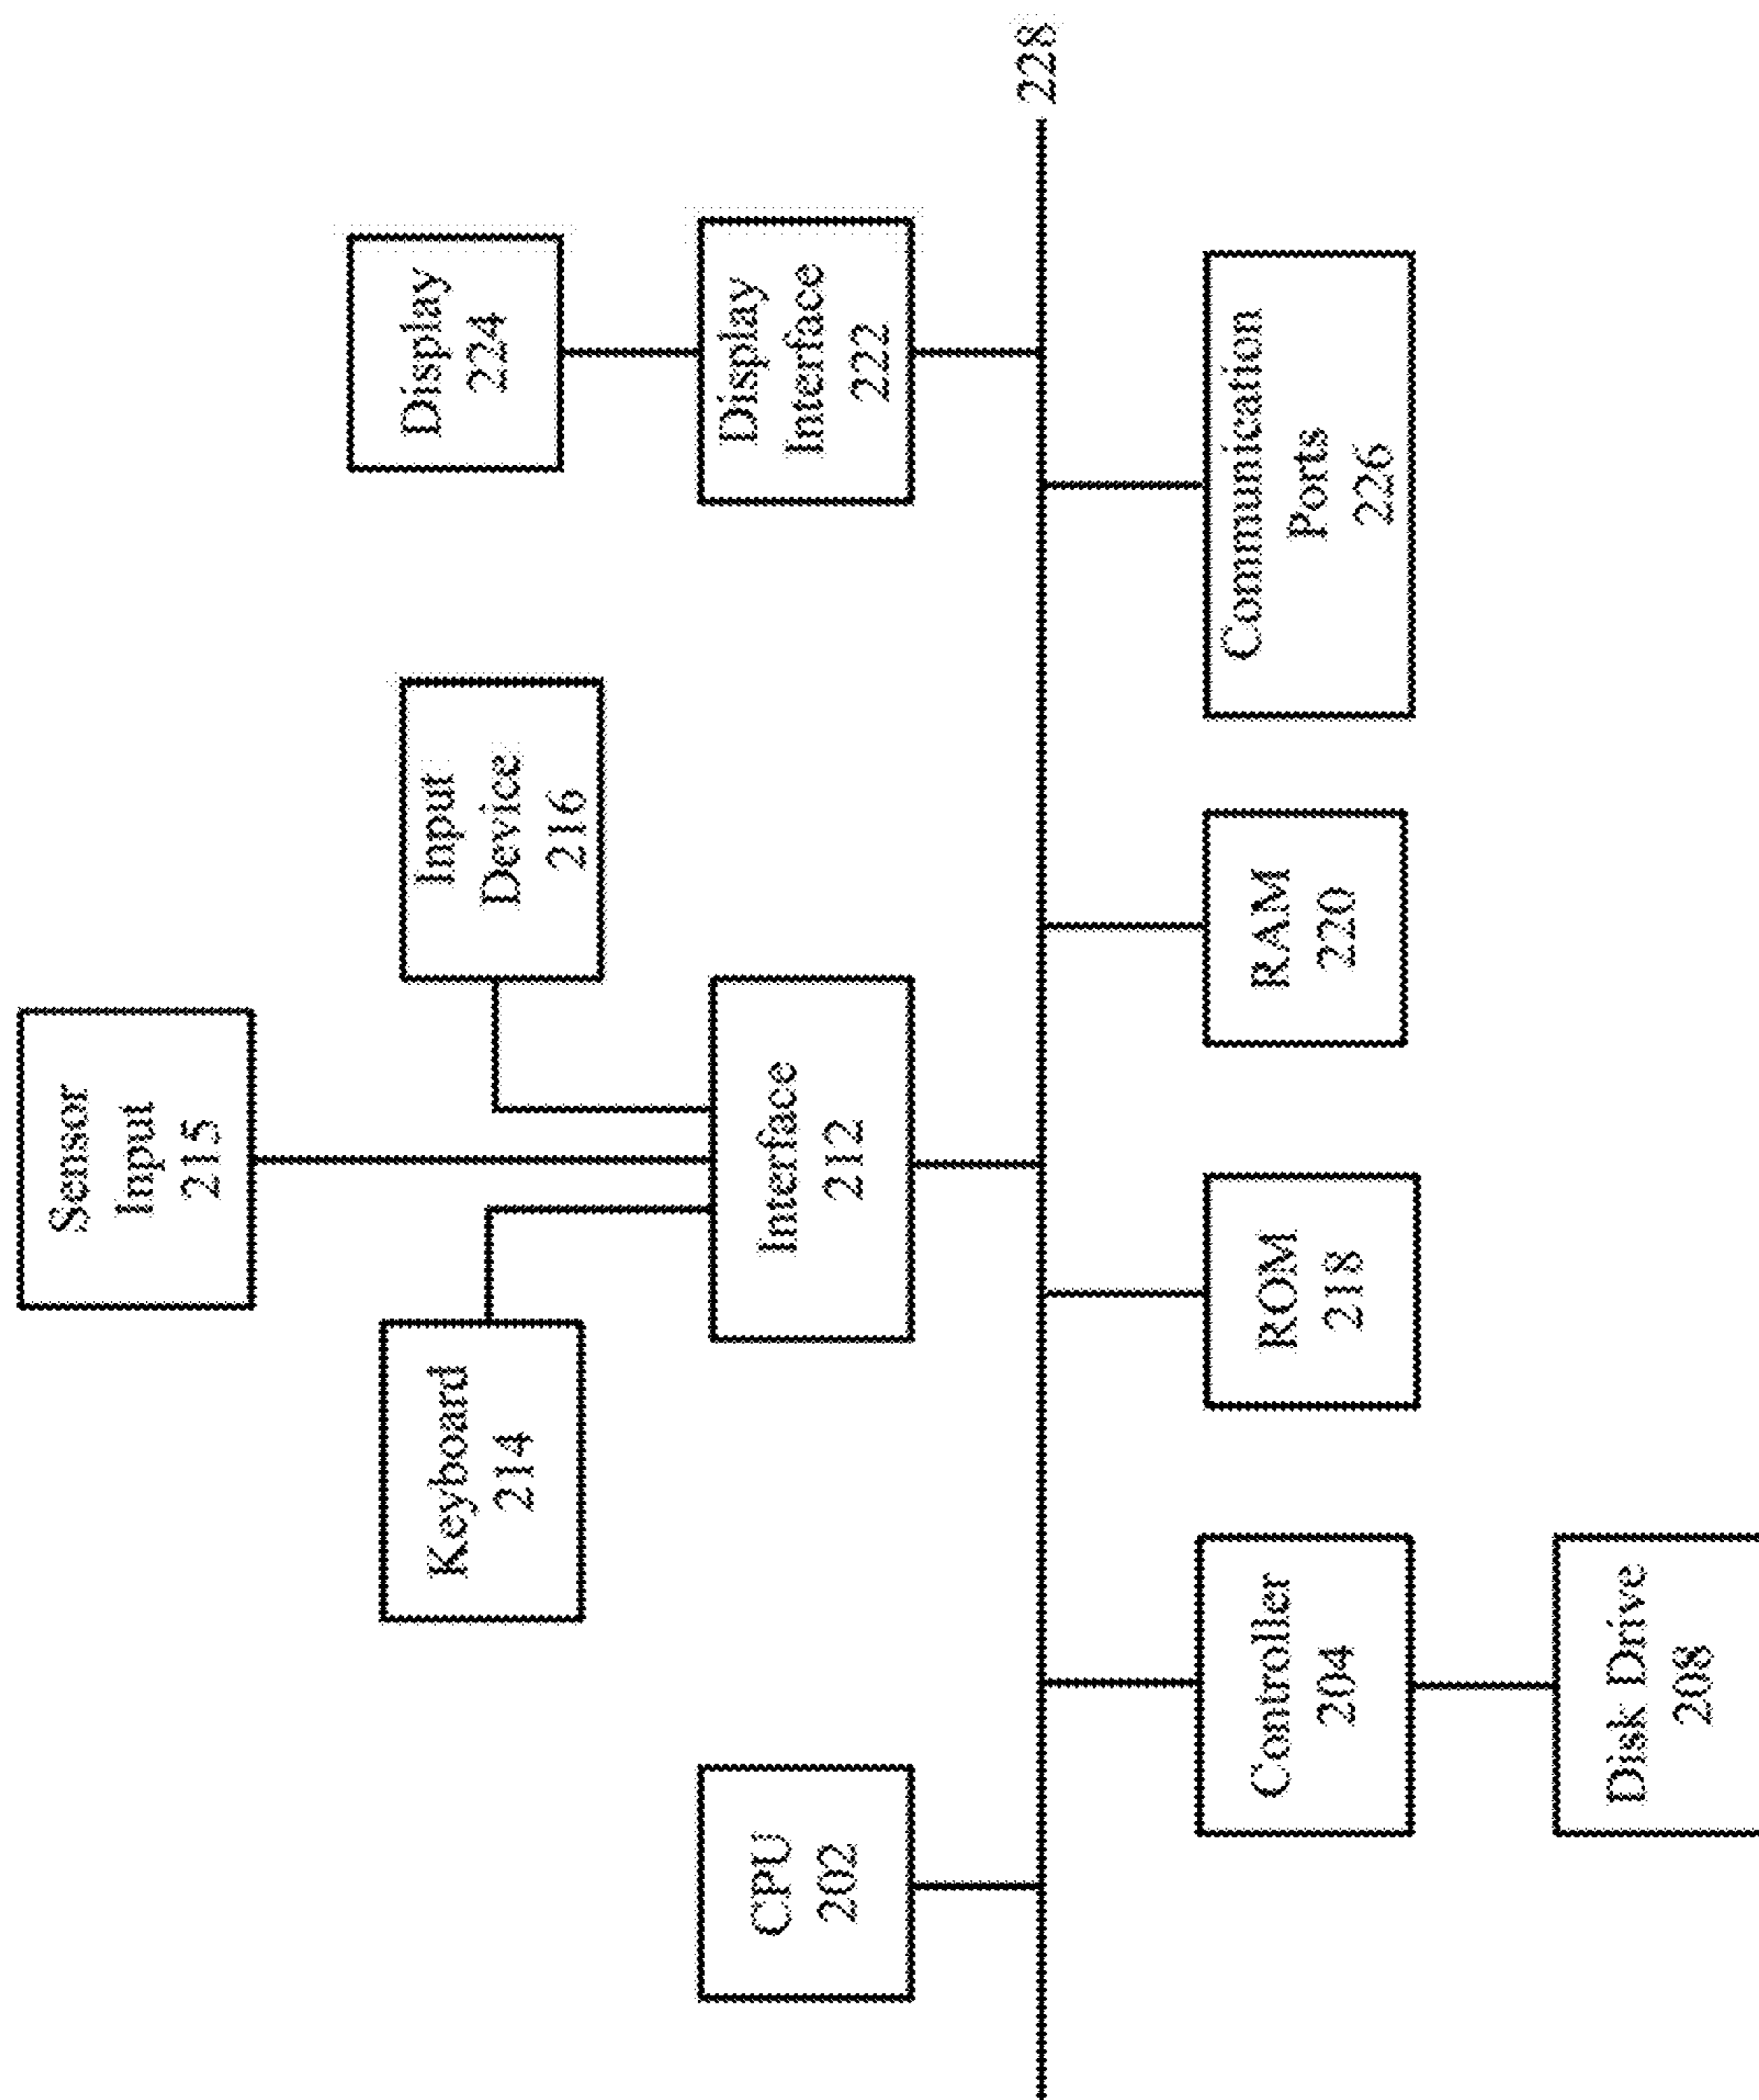 Sensor
Input
215
Keyboard
214
Input
Device
216
Display
224
CPU
202
Interface
212
Display
Interface
222
228
Controller
204
ROM
218
RAM
220
Communication
Ports
226
Disk Drive
208